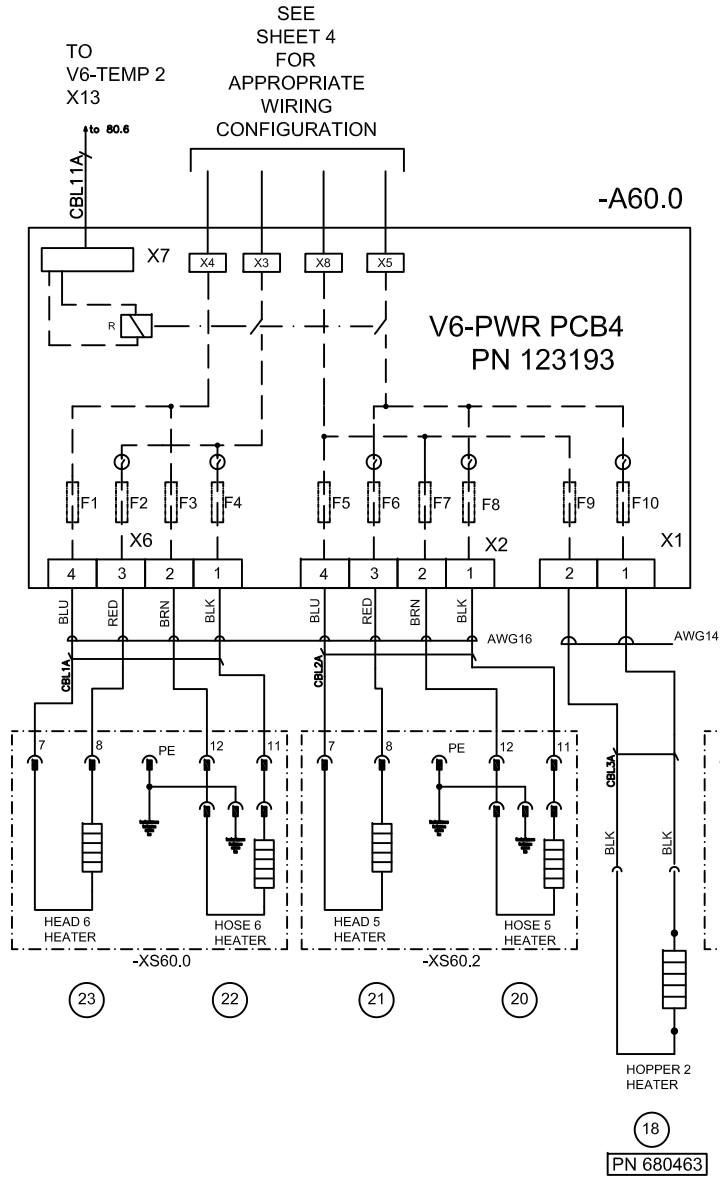 SEE
SHEET 4
FOR
APPROPRIATE
WIRING
CONFIGURATION
TO
V6-TEMP 2
X13
to 80.6
CBL11A
-A60.0
X7
X4 X3 X8 X5
R
V6-PWR PCB4
PN 123193
F1 F2 F3 F4 F5 F6 F7 F8 F9 F10
X6 X2 X1
4 3 2 1 4 3 2 1 2 1
BLU RED BRN BLK BLU RED BRN BLK
AWG16 AWG14
CBL1A CBL2A CBL3A
7 8 PE 12 11 7 8 PE 12 11
BLK BLK
HEAD 6
HEATER
HOSE 6
HEATER
HEAD 5
HEATER
HOSE 5
HEATER
-XS60.0 -XS60.2
23 22 21 20
HOPPER 2
HEATER
18
PN 680463